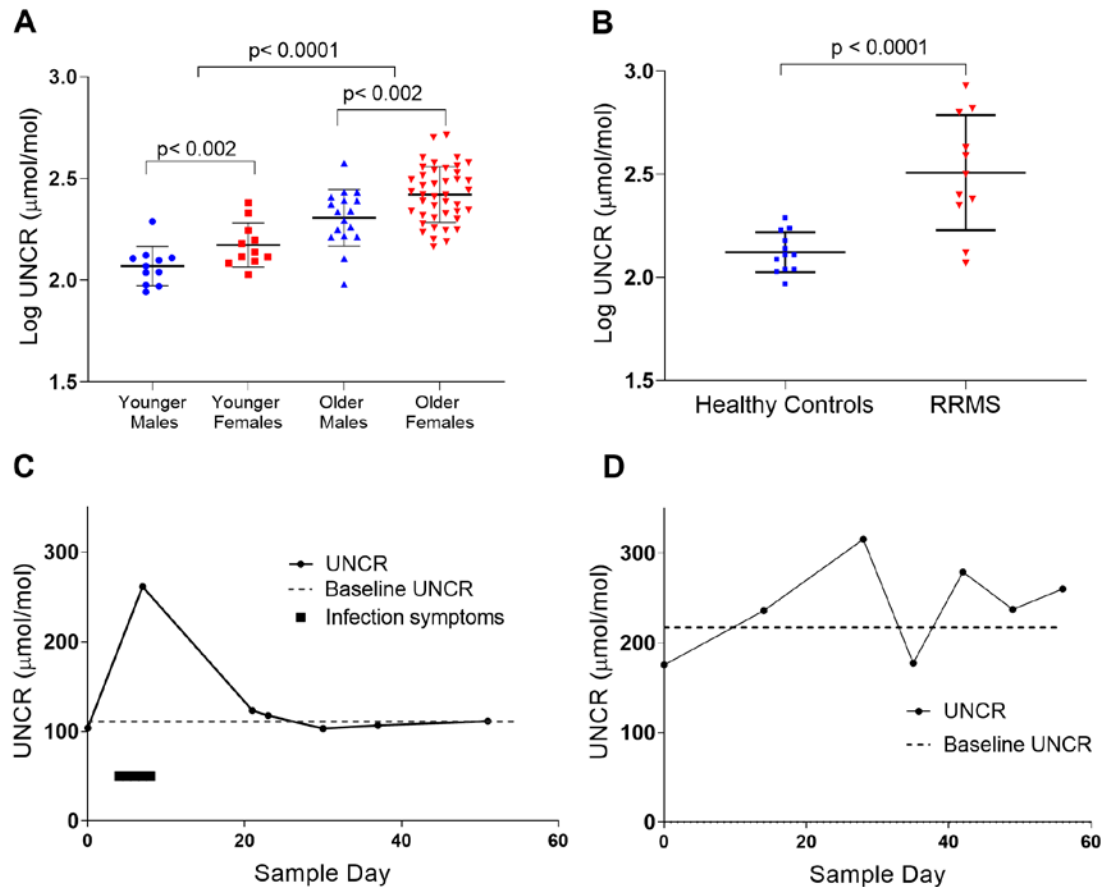 A
p< 0.0001
p< 0.002
p< 0.002
Log UNCR (μmol/mol)
3.0
2.5
2.0
1.5
Younger Males
Younger Females
Older Males
Older Females
B
p< 0.0001
Log UNCR (μmol/mol)
3.0
2.5
2.0
1.5
Healthy Controls
RRMS
C
UNCR (μmol/mol)
300
200
100
0
UNCR
Baseline UNCR
Infection symptoms
0
20
40
60
Sample Day
D
UNCR (μmol/mol)
300
200
100
0
UNCR
Baseline UNCR
0
20
40
60
Sample Day